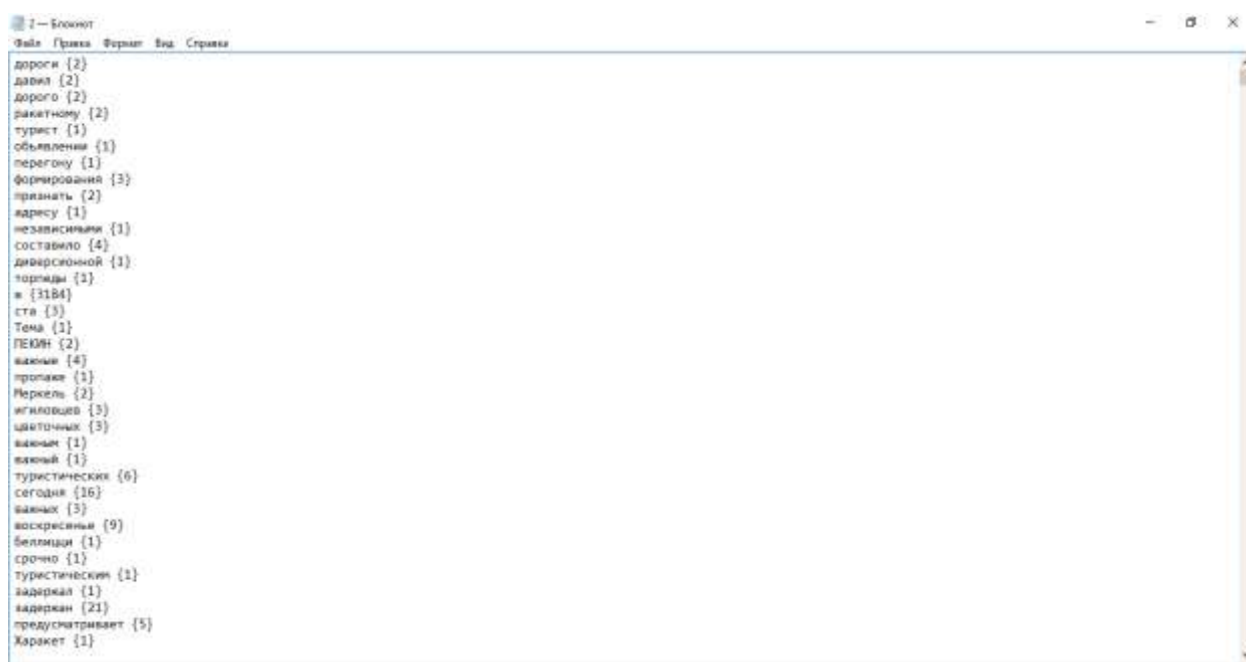 2 — Блокнот
Файл Правка Формат Вид Справка
дороги {2}
давил {2}
дорого {2}
ракетному {2}
турист {1}
объявлении {1}
перегону {1}
формирования {3}
признать {2}
адресу {1}
независимыми {1}
составило {4}
диверсионной {1}
торпеды {1}
в {3184}
ста {3}
Тема {1}
ПЕКИН {2}
важные {4}
пропаже {1}
Меркель {2}
игиловцев {3}
цветочных {3}
важным {1}
важный {1}
туристических {6}
сегодня {16}
важных {3}
воскресенье {9}
беллицци {1}
срочно {1}
туристическим {1}
задержал {1}
задержан {21}
предусматривает {5}
Харакет {1}